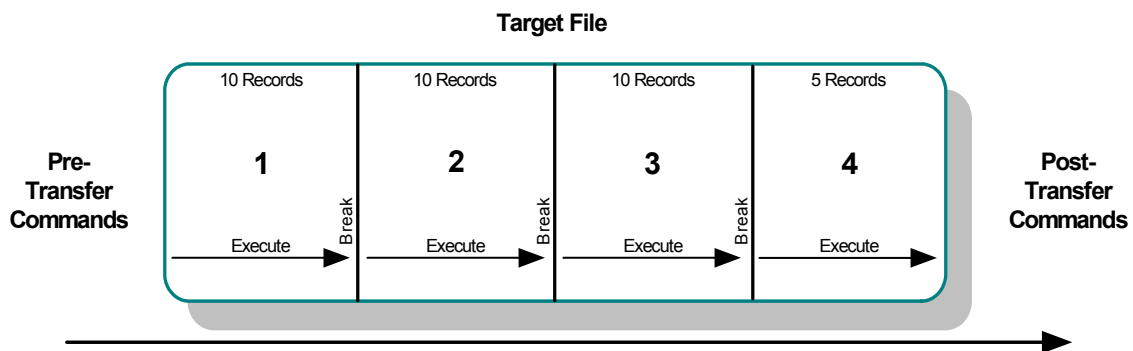 Target File
10 Records
10 Records
10 Records
5 Records
Pre-
Transfer
Commands
1
2
3
4
Post-
Transfer
Commands
Break
Break
Break
Execute
Execute
Execute
Execute